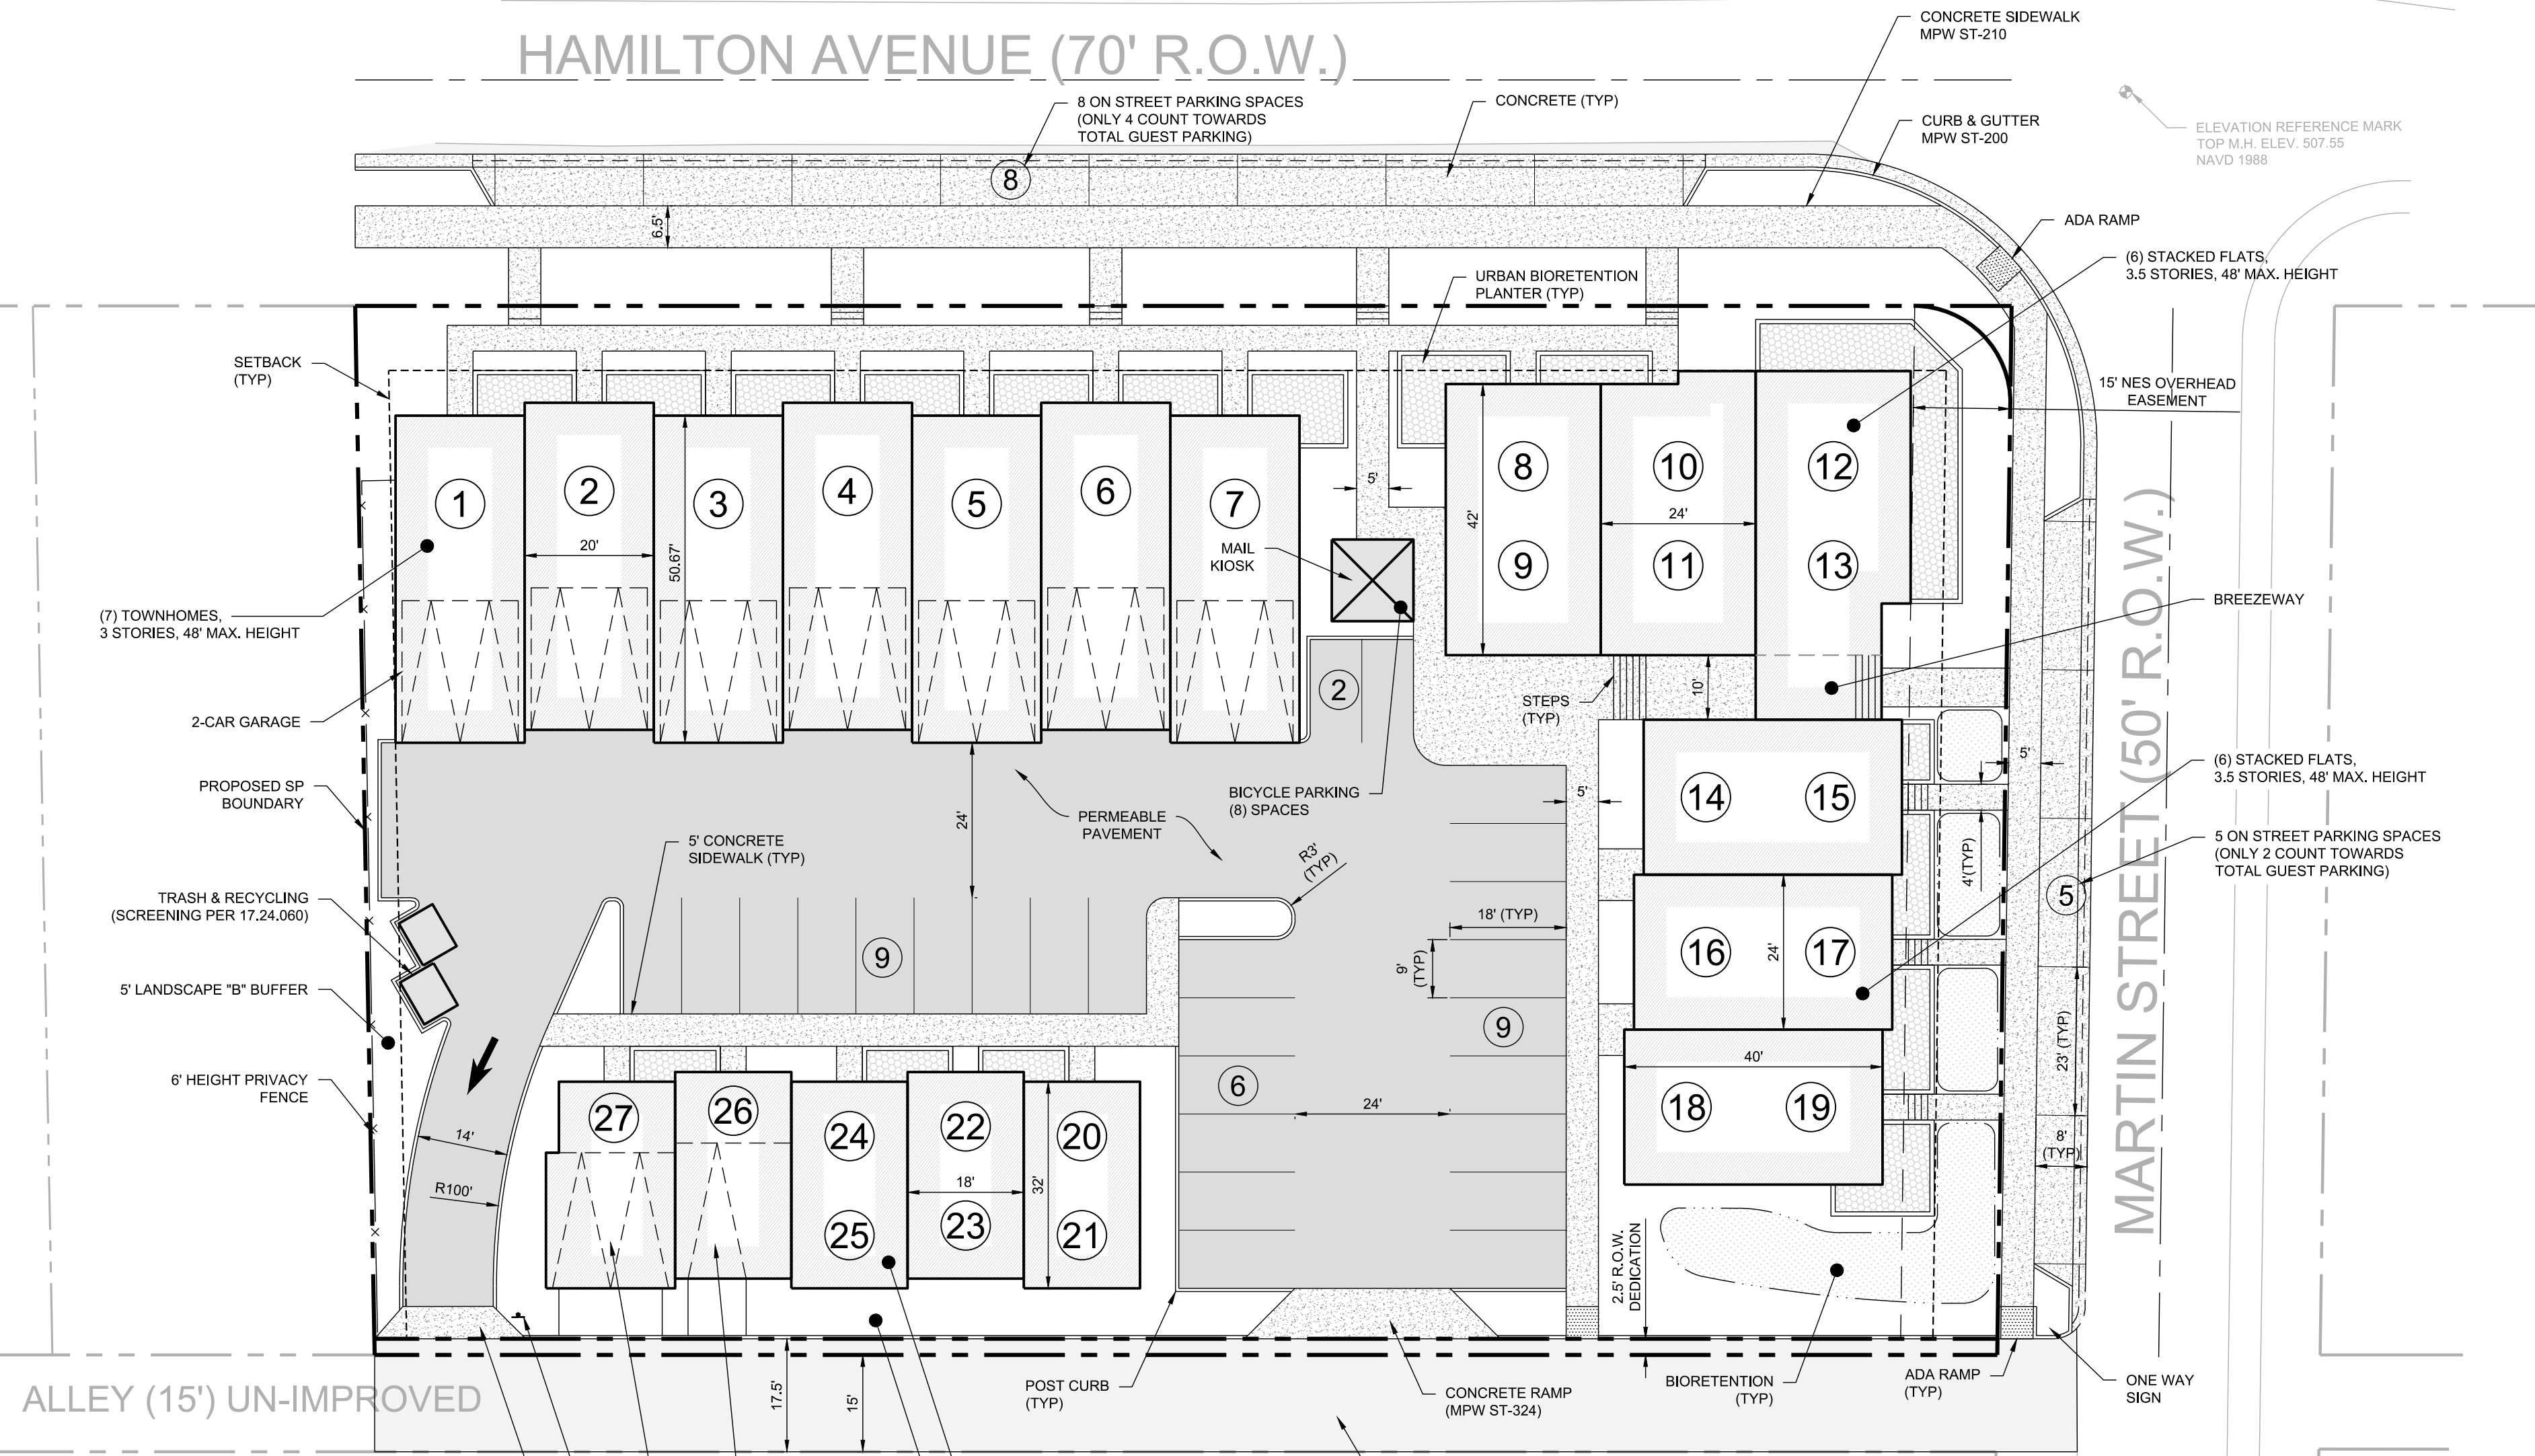 HAMILTON AVENUE (70' R.O.W.)
CONCRETE SIDEWALK
MPW ST-210
8 ON STREET PARKING SPACES
(ONLY 4 COUNT TOWARDS
TOTAL GUEST PARKING)
CONCRETE (TYP)
CURB & GUTTER
MPW ST-200
ELEVATION REFERENCE MARK
TOP M.H. ELEV. 507.55
NAVD 1988
8
6.5'
ADA RAMP
(6) STACKED FLATS,
3.5 STORIES, 48' MAX. HEIGHT
URBAN BIORETENTION
PLANTER (TYP)
SETBACK
(TYP)
15' NES OVERHEAD
EASEMENT
1
2
3
4
5
6
7
8
10
12
9
11
13
20'
50.67'
5'
42'
24'
MAIL
KIOSK
(7) TOWNHOMES,
3 STORIES, 48' MAX. HEIGHT
BREEZEWAY
2-CAR GARAGE
2
STEPS
(TYP)
10'
MARTIN STREET (50' R.O.W.)
PROPOSED SP
BOUNDARY
24'
PERMEABLE
PAVEMENT
BICYCLE PARKING
(8) SPACES
5'
14
15
5'
(6) STACKED FLATS,
3.5 STORIES, 48' MAX. HEIGHT
5' CONCRETE
SIDEWALK (TYP)
R3'
(TYP)
4'(TYP)
5 ON STREET PARKING SPACES
(ONLY 2 COUNT TOWARDS
TOTAL GUEST PARKING)
5
TRASH & RECYCLING
(SCREENING PER 17.24.060)
9
18' (TYP)
9'
(TYP)
16
17
24'
5' LANDSCAPE "B" BUFFER
9
23' (TYP)
6' HEIGHT PRIVACY
FENCE
6
24'
40'
18
19
14'
R100'
27
26
24
22
20
25
23
21
18'
32'
8'
(TYP)
2.5' R.O.W.
DEDICATION
ALLEY (15') UN-IMPROVED
17.5'
15'
POST CURB
(TYP)
CONCRETE RAMP
(MPW ST-324)
BIORETENTION
(TYP)
ADA RAMP
(TYP)
ONE WAY
SIGN